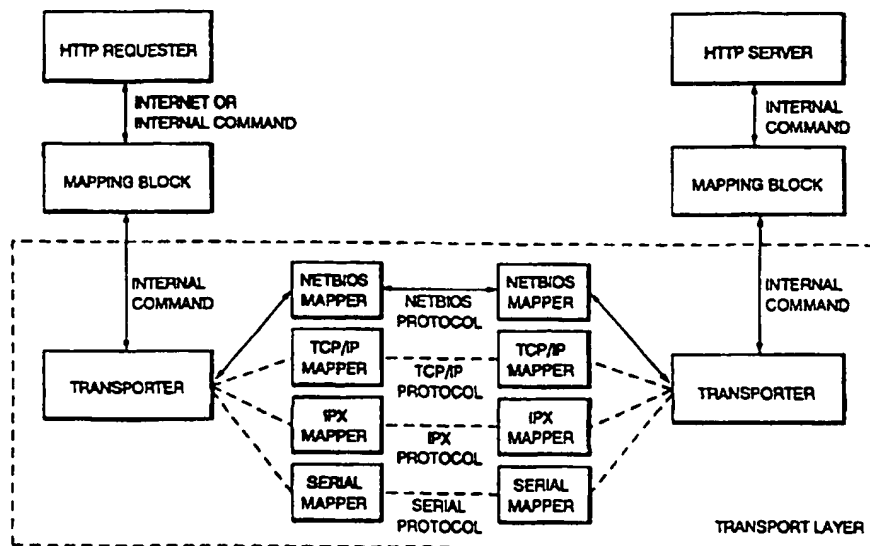 HTTP REQUESTER
HTTP SERVER
INTERNET OR
INTERNAL COMMAND
INTERNAL
COMMAND
MAPPING BLOCK
MAPPING BLOCK
INTERNAL
COMMAND
NETBIOS
MAPPER
NETBIOS
PROTOCOL
NETBIOS
MAPPER
INTERNAL
COMMAND
TRANSPORTER
TCP/IP
MAPPER
TCP/IP
PROTOCOL
TCP/IP
MAPPER
TRANSPORTER
IPX
MAPPER
IPX
PROTOCOL
IPX
MAPPER
SERIAL
MAPPER
SERIAL
PROTOCOL
SERIAL
MAPPER
TRANSPORT LAYER